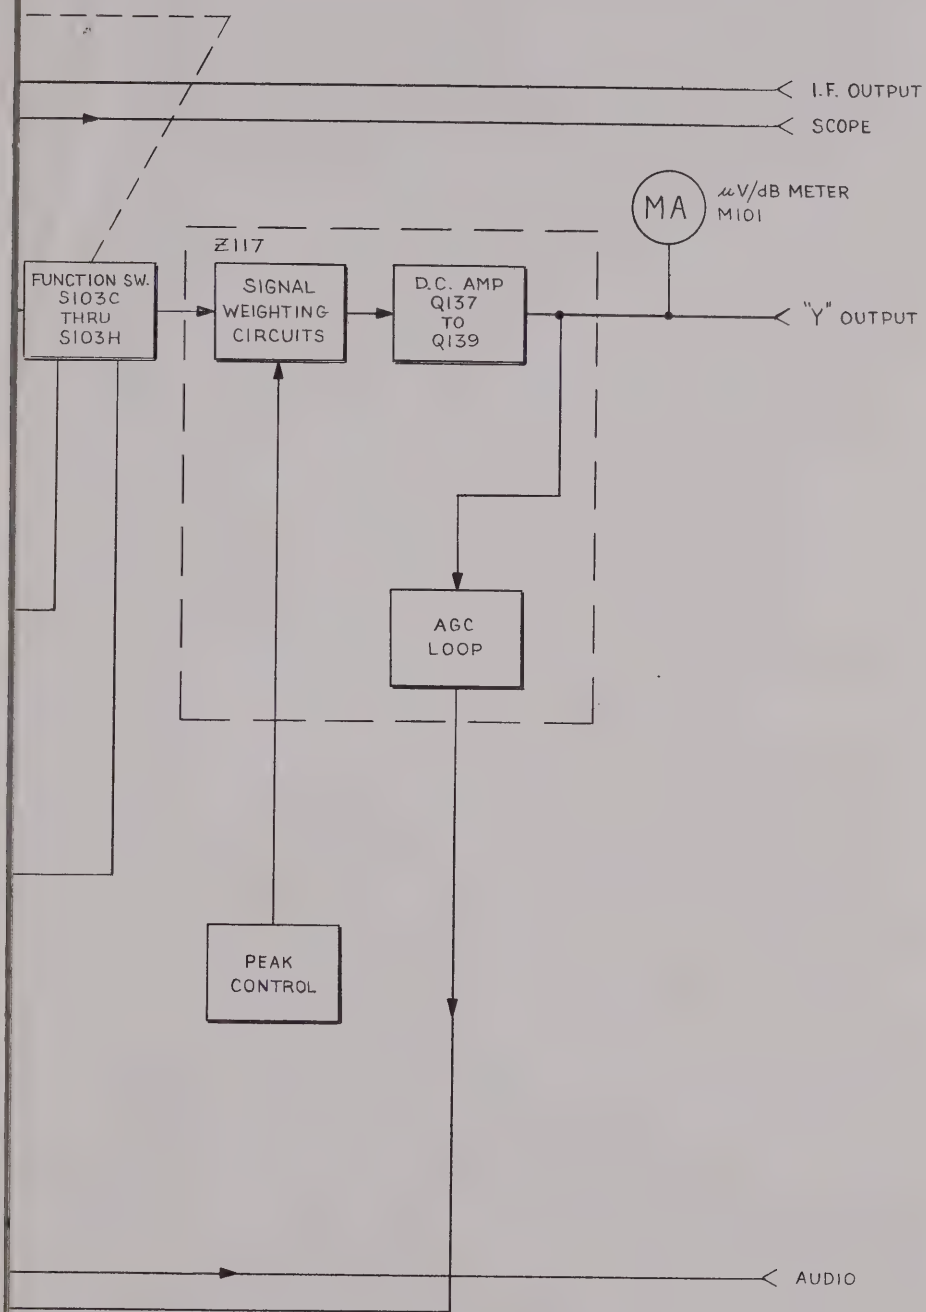 I.F. OUTPUT
SCOPE
MA
µV/dB METER
M101
Z117
FUNCTION SW.
S103C
THRU
S103H
SIGNAL
WEIGHTING
CIRCUITS
D.C. AMP
Q137
TO
Q139
"Y" OUTPUT
AGC
LOOP
PEAK
CONTROL
AUDIO